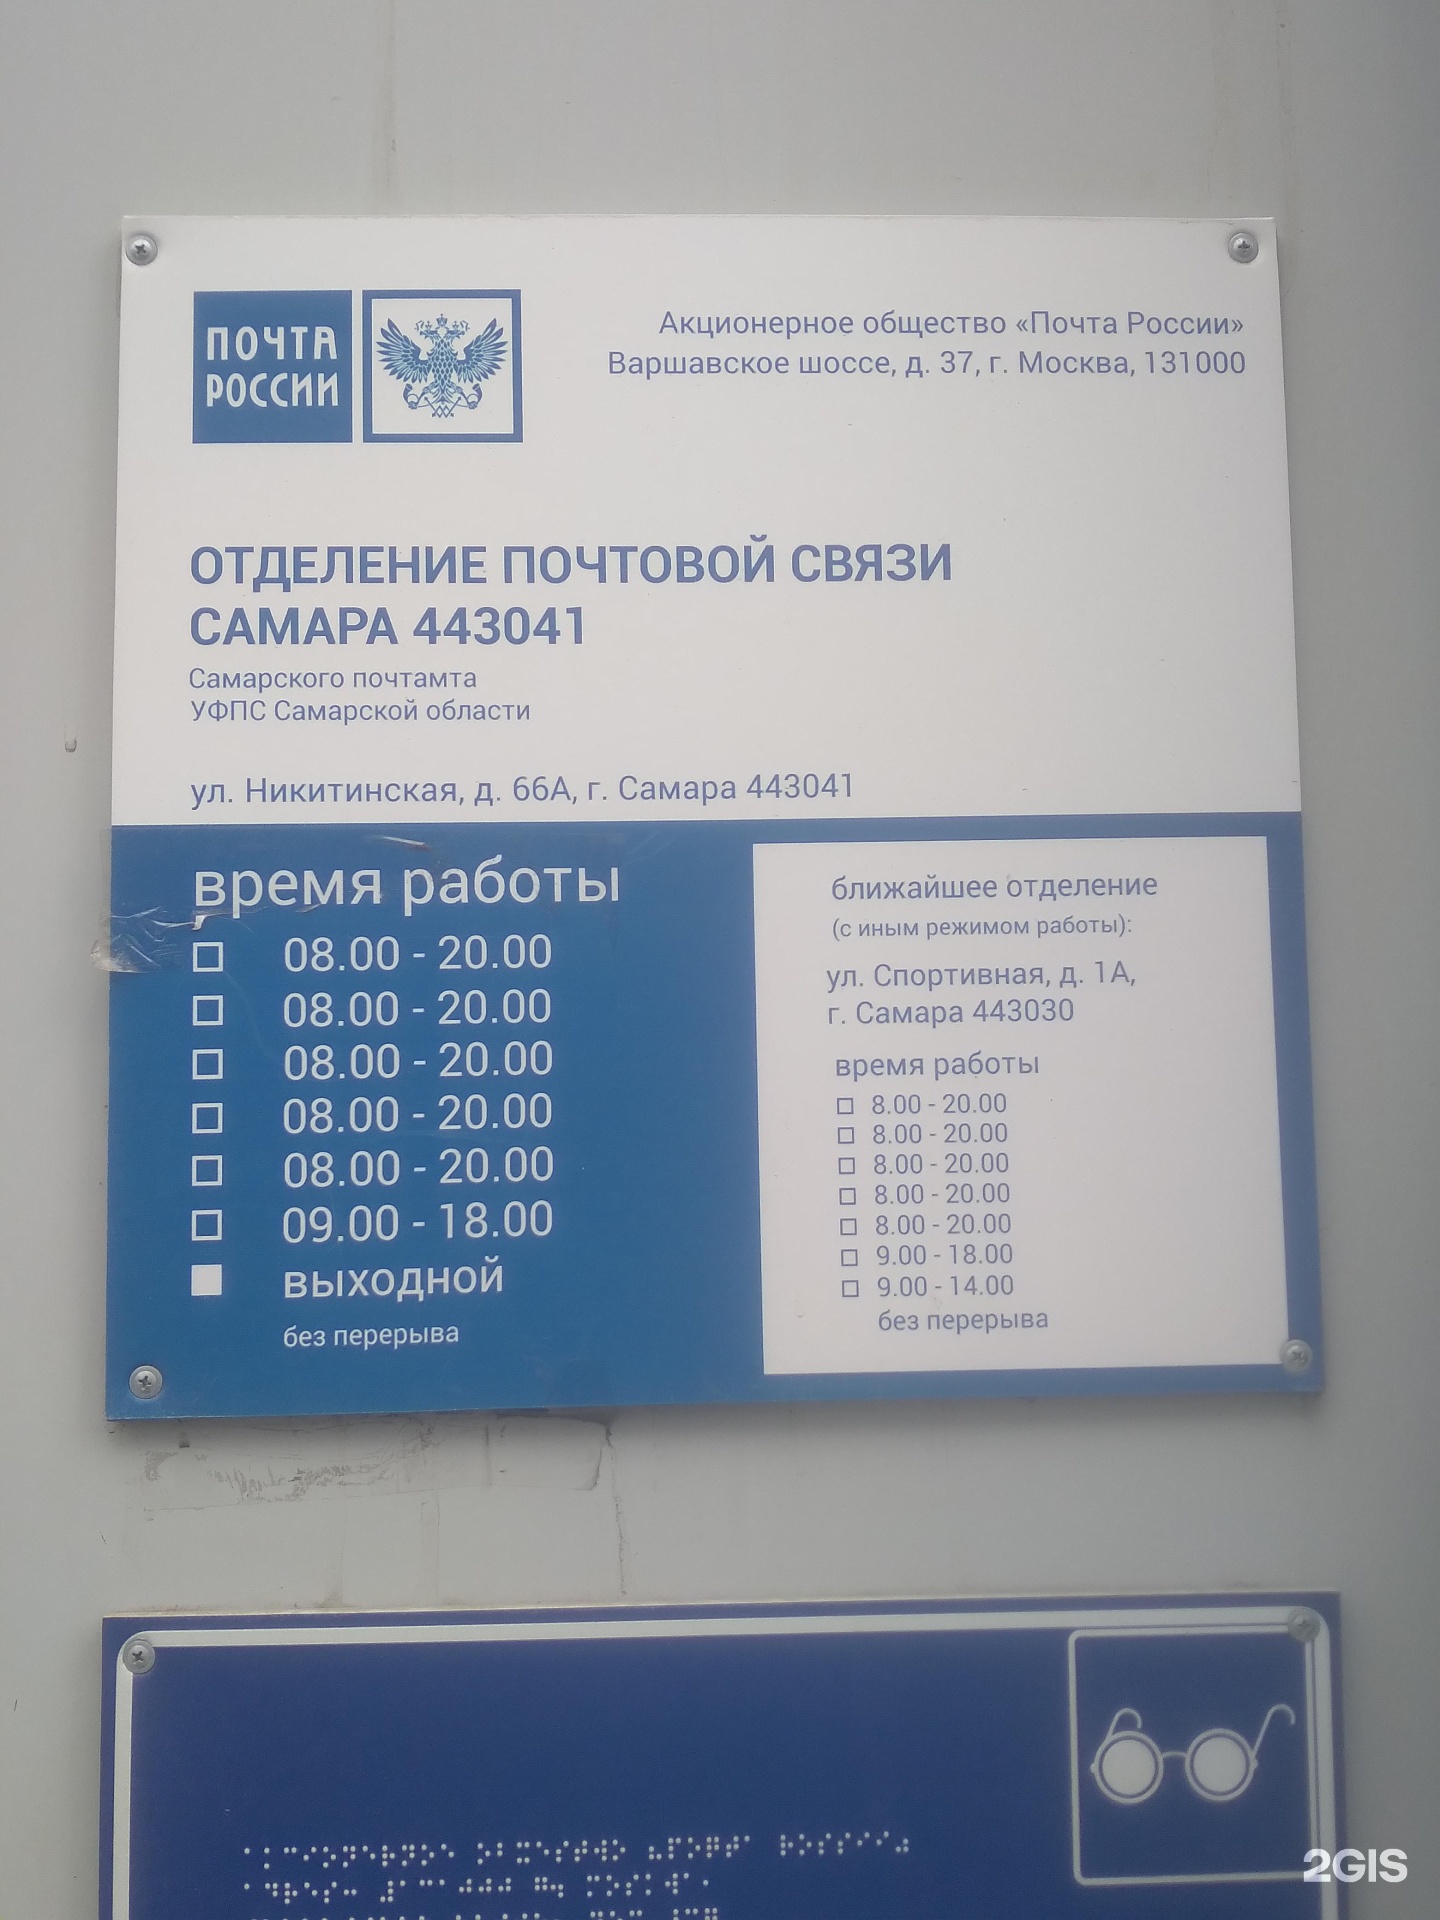 ПОЧТА
РОССИИ
Акционерное общество «Почта России»
Варшавское шоссе, д. 37, г. Москва, 131000
ОТДЕЛЕНИЕ ПОЧТОВОЙ СВЯЗИ
САМАРА 443041
Самарского почтамта
УФПС Самарской области
ул. Никитинская, д. 66А, г. Самара 443041
время работы
08.00 - 20.00
08.00 - 20.00
08.00 - 20.00
08.00 - 20.00
08.00 - 20.00
09.00 - 18.00
выходной
без перерыва
ближайшее отделение
(с иным режимом работы):
ул. Спортивная, д. 1А,
г. Самара 443030
время работы
8.00 - 20.00
8.00 - 20.00
8.00 - 20.00
8.00 - 20.00
8.00 - 20.00
9.00 - 18.00
9.00 - 14.00
без перерыва
2GIS